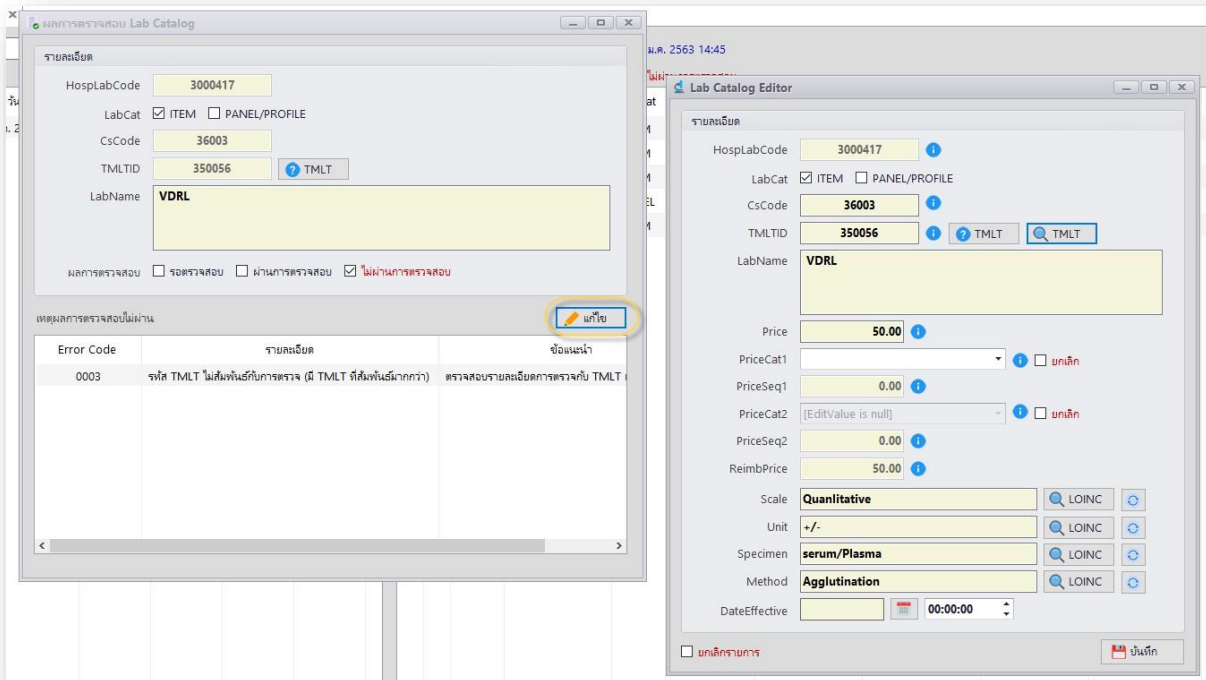 ผลการตรวจสอบ Lab Catalog
รายละเอียด
HospLabCode 3000417
LabCat ITEM PANEL/PROFILE
CsCode 36003
TMLTID 350056 TMLT
LabName VDRL
ผลการตรวจสอบ รอตรวจสอบ ผ่านการตรวจสอบ ไม่ผ่านการตรวจสอบ
เหตุผลการตรวจสอบไม่ผ่าน แก้ไข
Error Code รายละเอียด ข้อแนะนำ
0003 รหัส TMLT ไม่สัมพันธ์กับการตรวจ (มี TMLT ที่สัมพันธ์มากกว่า) ตรวจสอบรายละเอียดการตรวจกับ TMLT
ม.ค. 2563 14:45
Lab Catalog Editor
รายละเอียด
HospLabCode 3000417
LabCat ITEM PANEL/PROFILE
CsCode 36003
TMLTID 350056 TMLT TMLT
LabName VDRL
Price 50.00
PriceCat1 ยกเลิก
PriceSeq1 0.00
PriceCat2 [EditValue is null] ยกเลิก
PriceSeq2 0.00
ReimbPrice 50.00
Scale Quanlitative LOINC
Unit +/- LOINC
Specimen serum/Plasma LOINC
Method Agglutination LOINC
DateEffective 00:00:00
ยกเลิกรายการ บันทึก